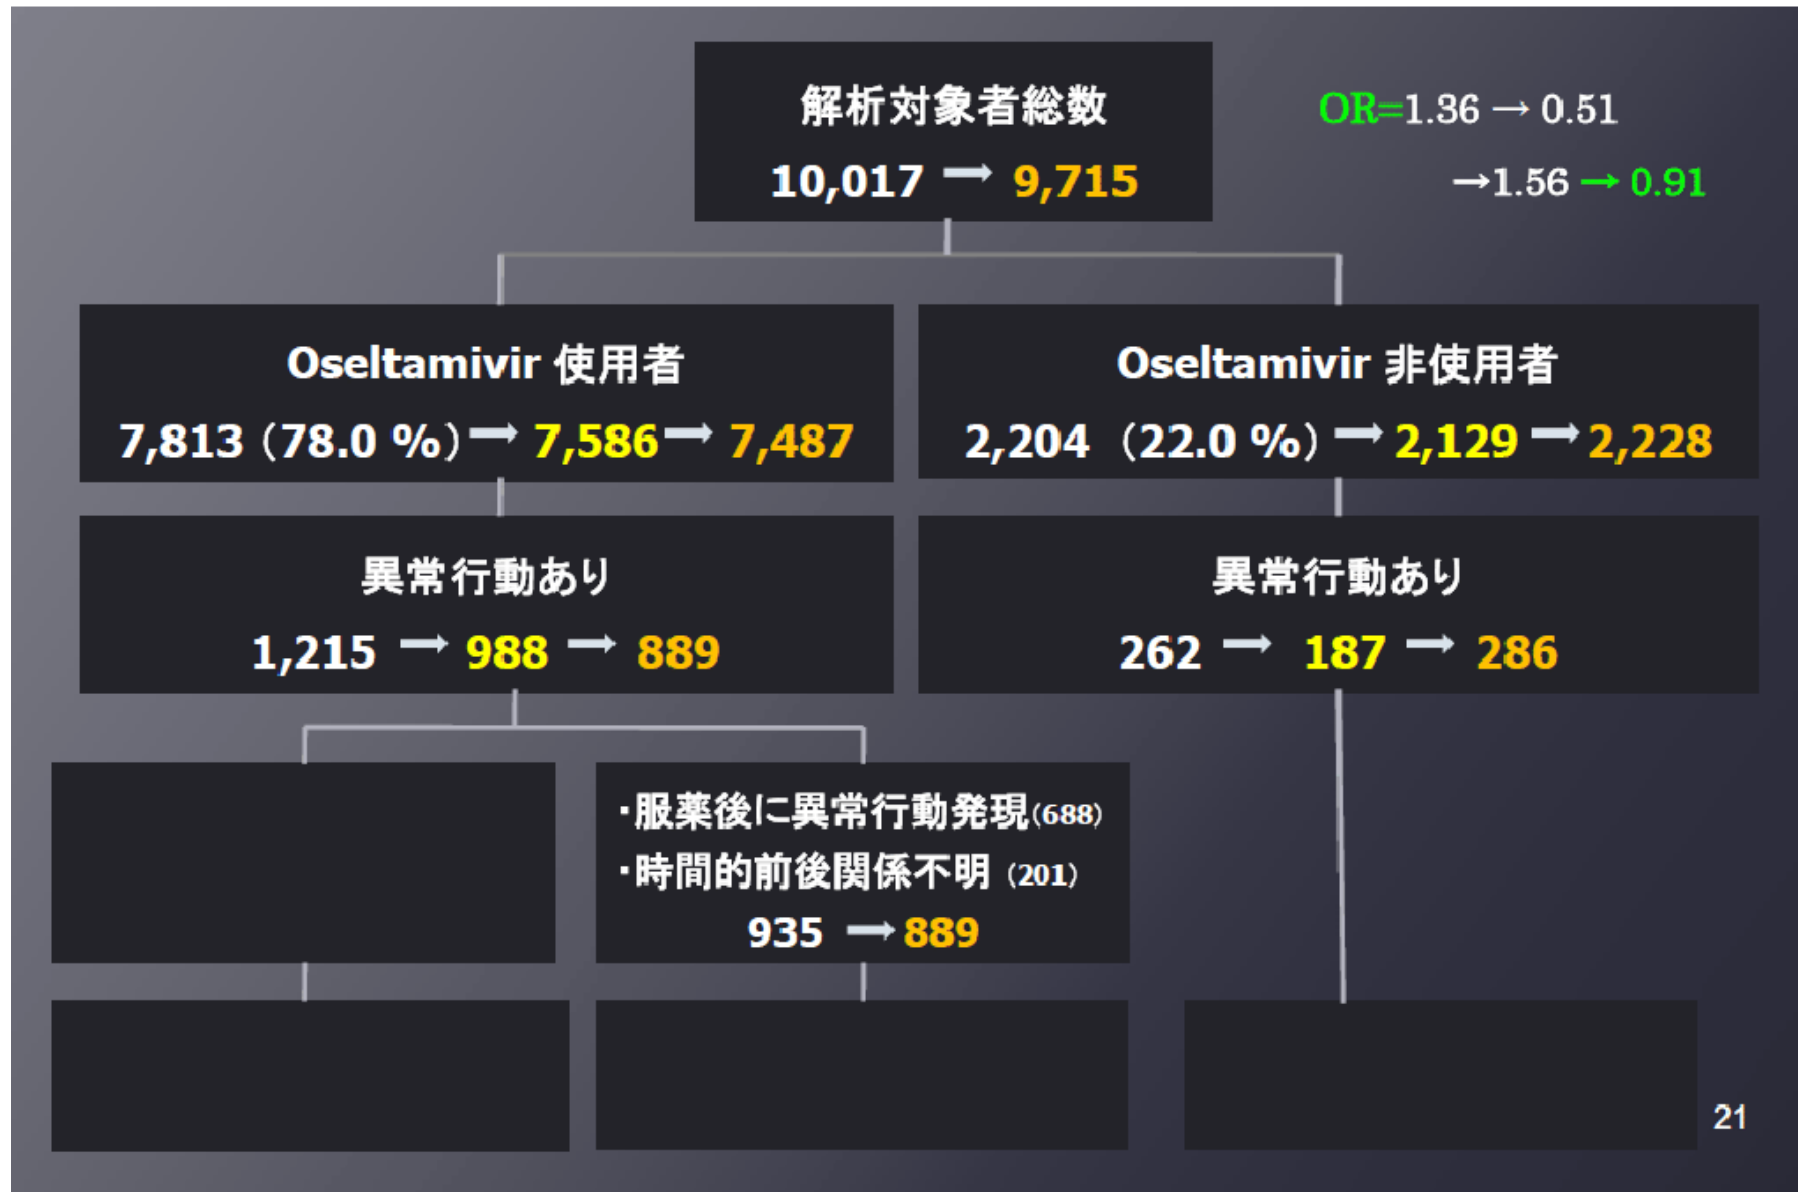 解析対象者総数
10,017 → 9,715
OR=1.36 → 0.51
→1.56 → 0.91
Oseltamivir 使用者
7,813 (78.0 %) → 7,586 → 7,487
Oseltamivir 非使用者
2,204 (22.0 %) → 2,129 → 2,228
異常行動あり
1,215 → 988 → 889
異常行動あり
262 → 187 → 286
・服薬後に異常行動発現(688)
・時間的前後関係不明 (201)
935 → 889
21